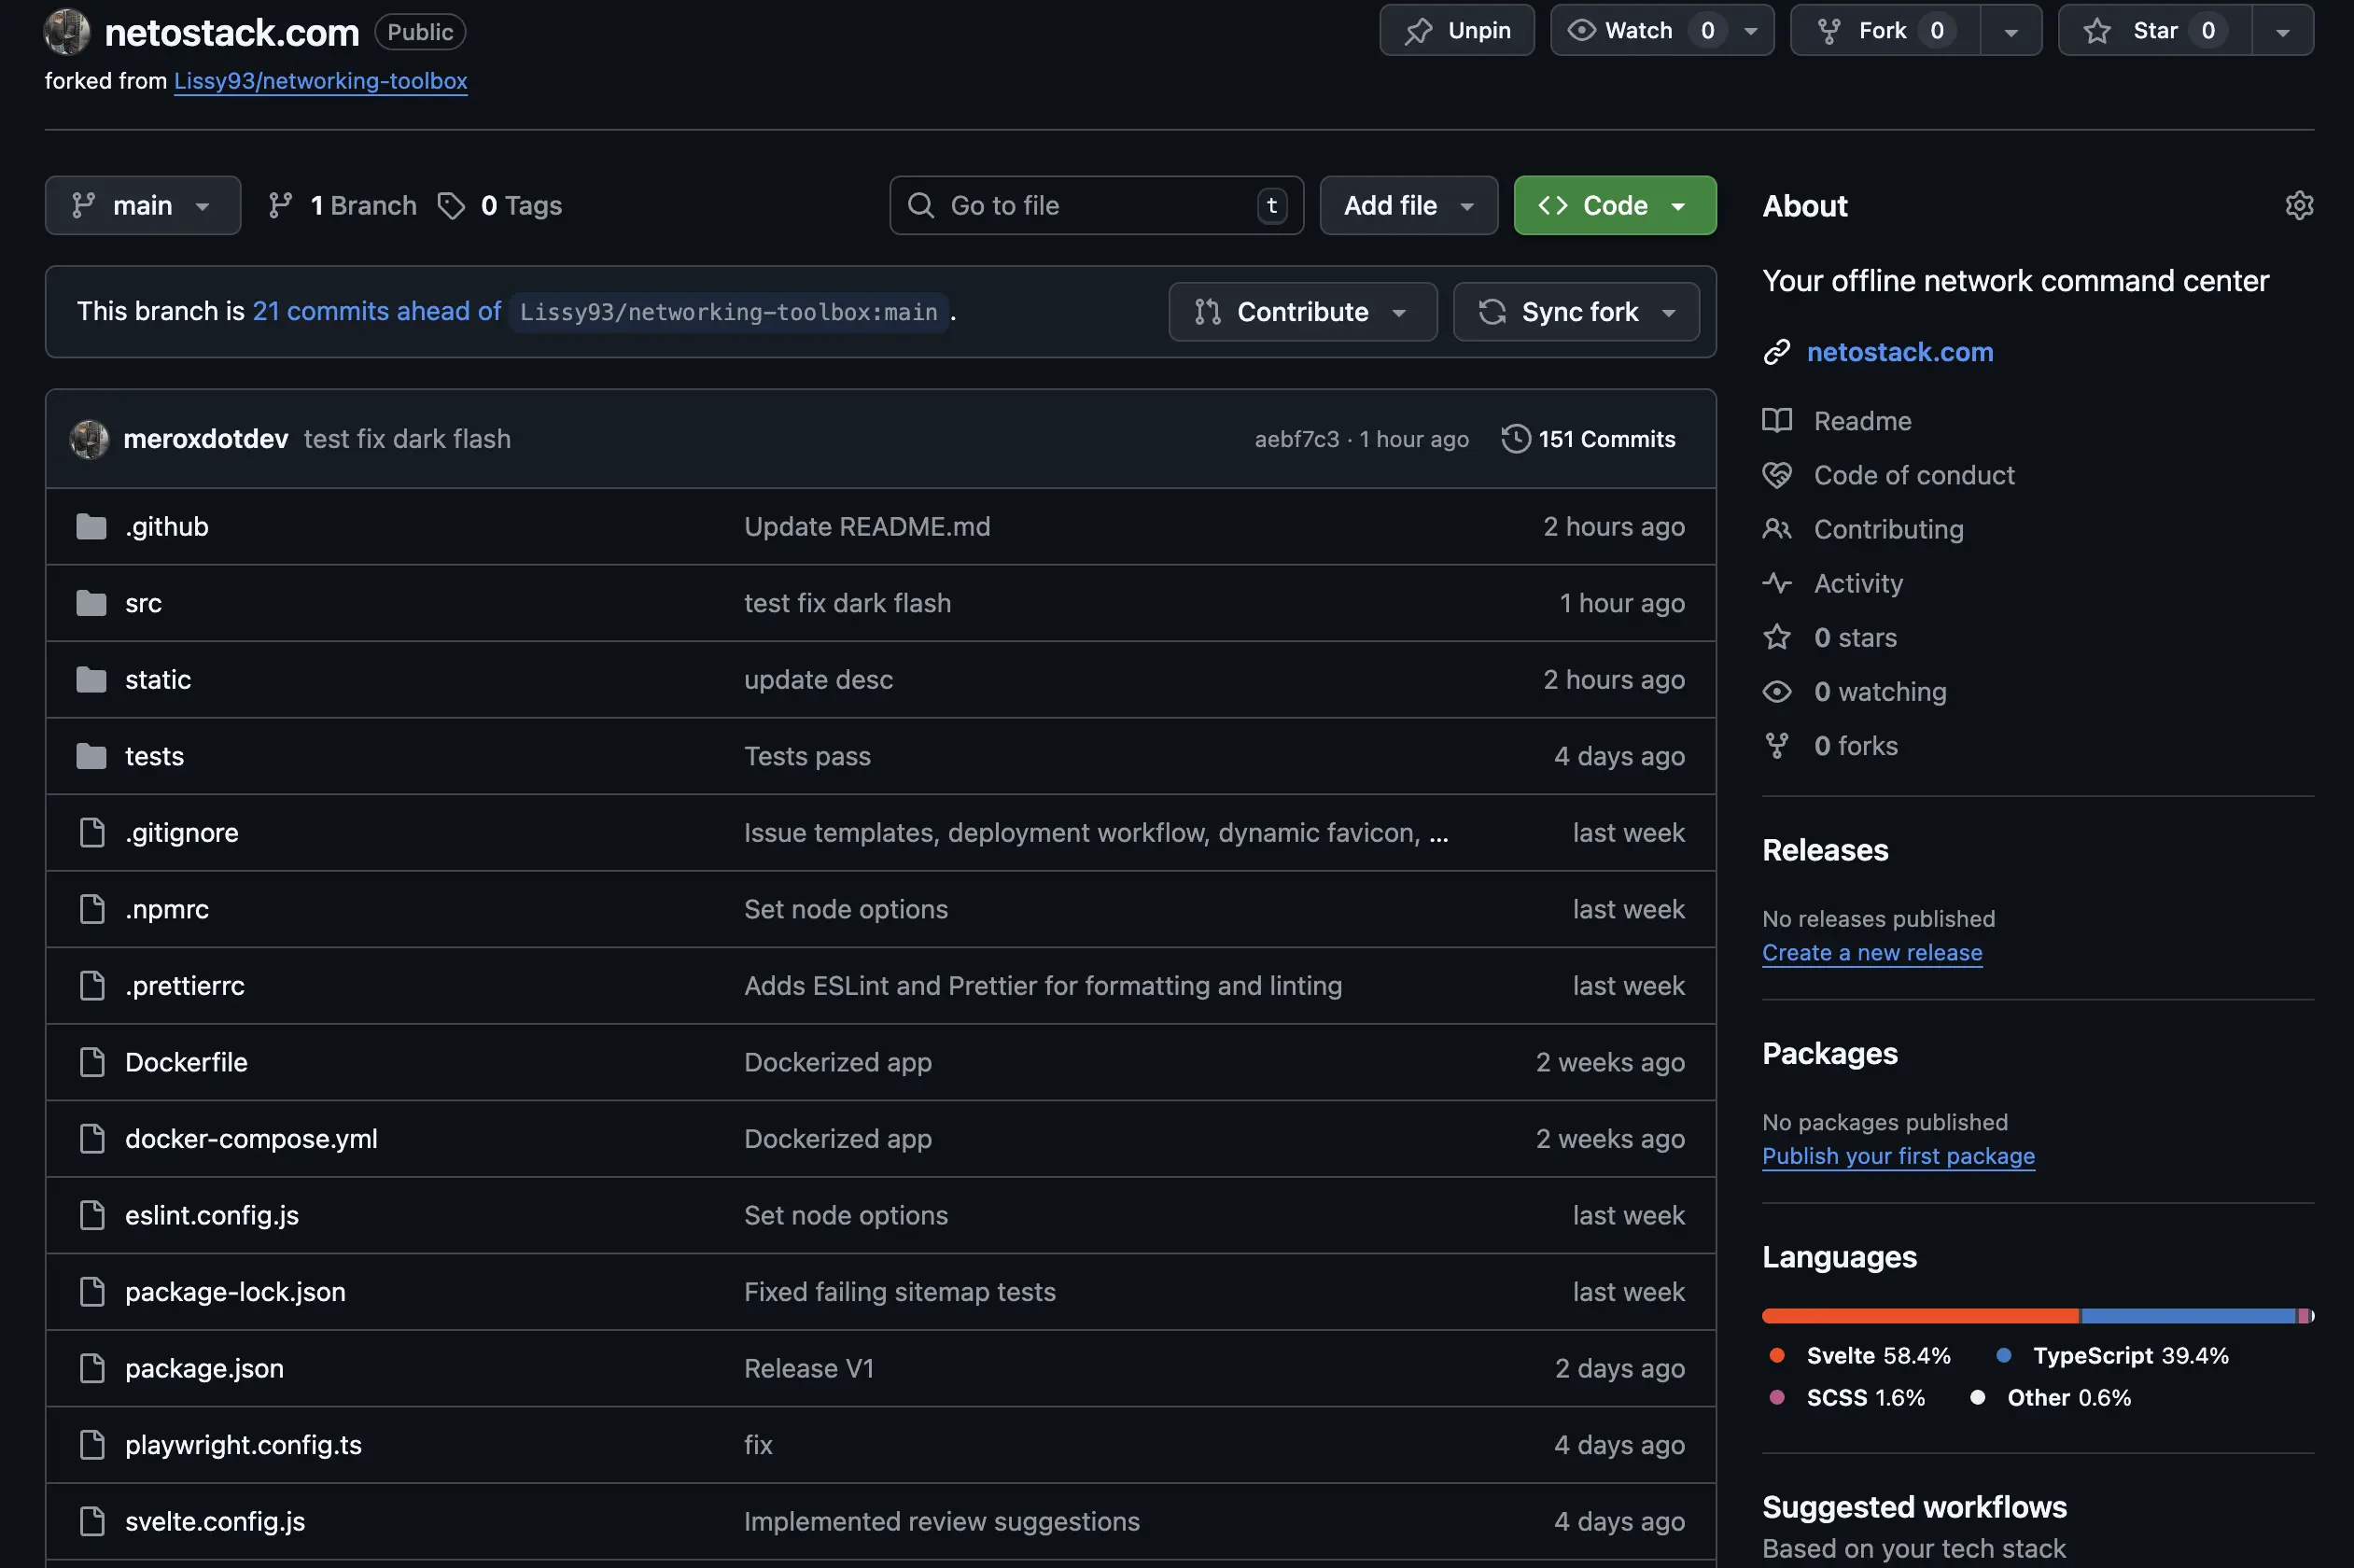 netostack.com Public Unpin Watch 0 Fork 0 Star 0
forked from Lissy93/networking-toolbox
main 1 Branch 0 Tags Go to file t Add file Code
This branch is 21 commits ahead of Lissy93/networking-toolbox:main . Contribute Sync fork
meroxdotdev test fix dark flash aebf7c3 · 1 hour ago 151 Commits
.github Update README.md 2 hours ago
src test fix dark flash 1 hour ago
static update desc 2 hours ago
tests Tests pass 4 days ago
.gitignore Issue templates, deployment workflow, dynamic favicon, ... last week
.npmrc Set node options last week
.prettierrc Adds ESLint and Prettier for formatting and linting last week
Dockerfile Dockerized app 2 weeks ago
docker-compose.yml Dockerized app 2 weeks ago
eslint.config.js Set node options last week
package-lock.json Fixed failing sitemap tests last week
package.json Release V1 2 days ago
playwright.config.ts fix 4 days ago
svelte.config.js Implemented review suggestions 4 days ago
About
Your offline network command center
netostack.com
Readme
Code of conduct
Contributing
Activity
0 stars
0 watching
0 forks
Releases
No releases published
Create a new release
Packages
No packages published
Publish your first package
Languages
Svelte 58.4% TypeScript 39.4%
SCSS 1.6% Other 0.6%
Suggested workflows
Based on your tech stack